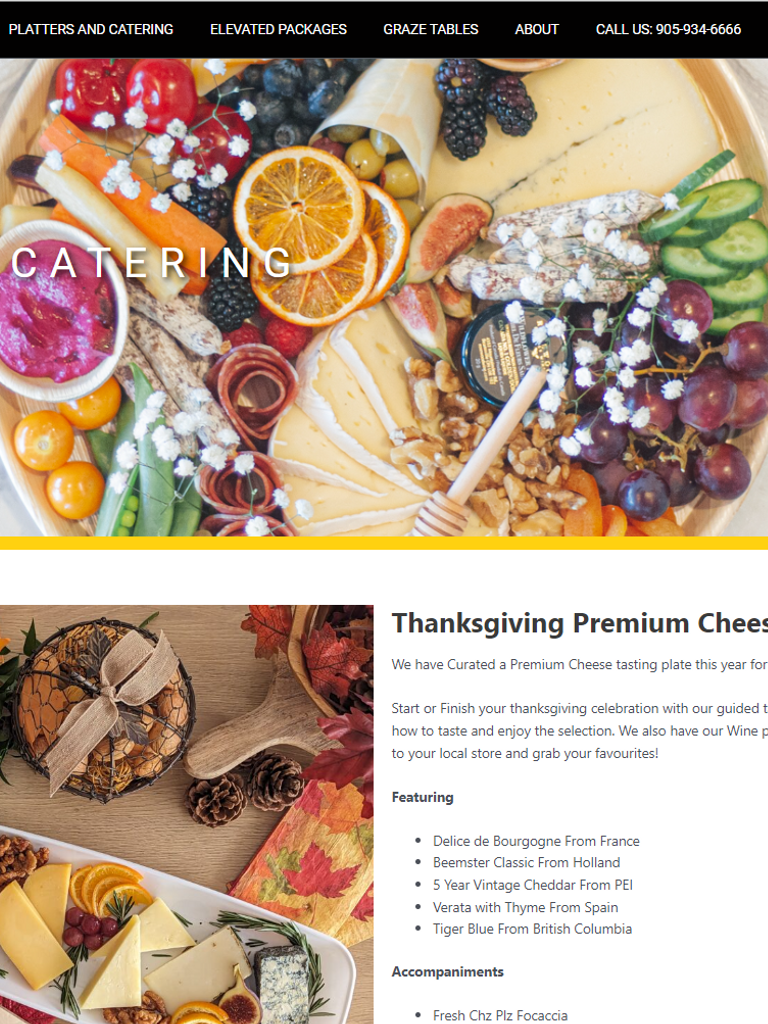 PLATTERS AND CATERING ELEVATED PACKAGES GRAZE TABLES ABOUT CALL US: 905-934-6666
CATERING
Thanksgiving Premium Chees
We have Curated a Premium Cheese tasting plate this year for
Start or Finish your thanksgiving celebration with our guided t
how to taste and enjoy the selection. We also have our Wine p
to your local store and grab your favourites!
Featuring
• Delice de Bourgogne From France
• Beemster Classic From Holland
• 5 Year Vintage Cheddar From PEI
• Verata with Thyme From Spain
• Tiger Blue From British Columbia
Accompaniments
• Fresh Chz Plz Focaccia